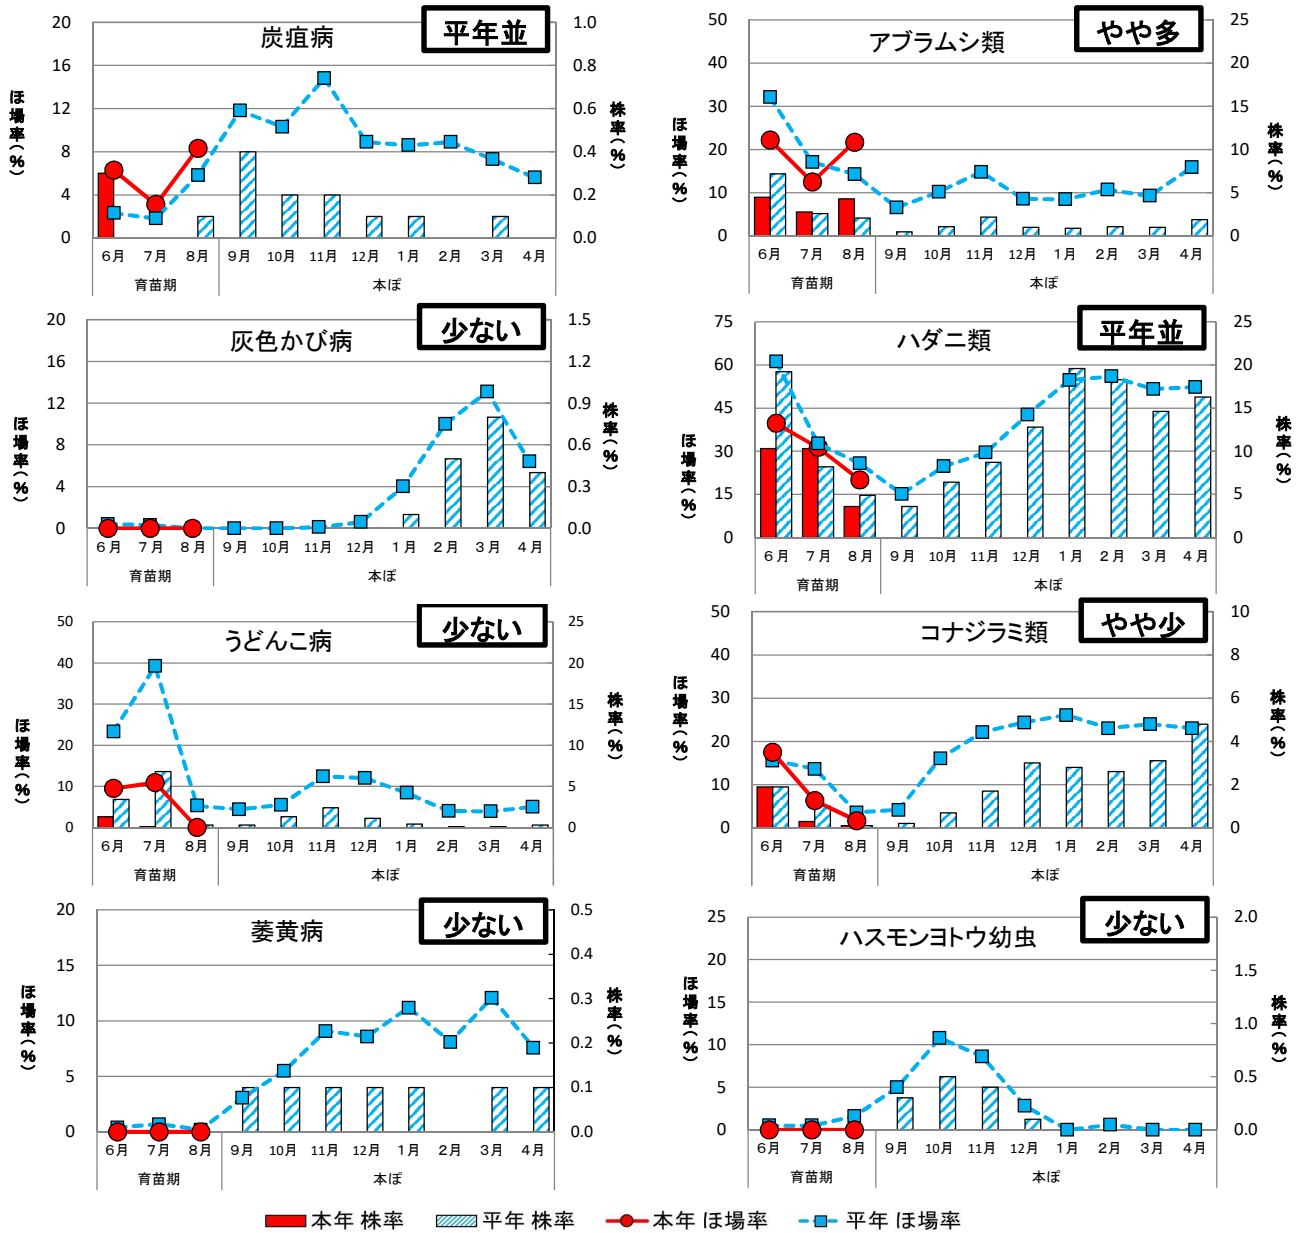 炭疽病
平年並
ほ場率(%)
株率(%)
20
16
12
8
4
0
1.0
0.8
0.6
0.4
0.2
0.0
6月 7月 8月 9月 10月 11月 12月 1月 2月 3月 4月
育苗期 本ぽ
アブラムシ類
やや多
ほ場率(%)
株率(%)
50
40
30
20
10
0
25
20
15
10
5
0
6月 7月 8月 9月 10月 11月 12月 1月 2月 3月 4月
育苗期 本ぽ
灰色かび病
少ない
ほ場率(%)
株率(%)
20
16
12
8
4
0
1.5
1.2
0.9
0.6
0.3
0.0
6月 7月 8月 9月 10月 11月 12月 1月 2月 3月 4月
育苗期 本ぽ
ハダニ類
平年並
ほ場率(%)
株率(%)
75
60
45
30
15
0
25
20
15
10
5
0
6月 7月 8月 9月 10月 11月 12月 1月 2月 3月 4月
育苗期 本ぽ
うどんこ病
少ない
ほ場率(%)
株率(%)
50
40
30
20
10
0
25
20
15
10
5
0
6月 7月 8月 9月 10月 11月 12月 1月 2月 3月 4月
育苗期 本ぽ
コナジラミ類
やや少
ほ場率(%)
株率(%)
50
40
30
20
10
0
10
8
6
4
2
0
6月 7月 8月 9月 10月 11月 12月 1月 2月 3月 4月
育苗期 本ぽ
萎黄病
少ない
ほ場率(%)
株率(%)
20
15
10
5
0
0.5
0.4
0.3
0.2
0.1
0.0
6月 7月 8月 9月 10月 11月 12月 1月 2月 3月 4月
育苗期 本ぽ
ハスモンヨトウ幼虫
少ない
ほ場率(%)
株率(%)
25
20
15
10
5
0
2.0
1.5
1.0
0.5
0.0
6月 7月 8月 9月 10月 11月 12月 1月 2月 3月 4月
育苗期 本ぽ
本年 株率 平年 株率 本年 ほ場率 平年 ほ場率